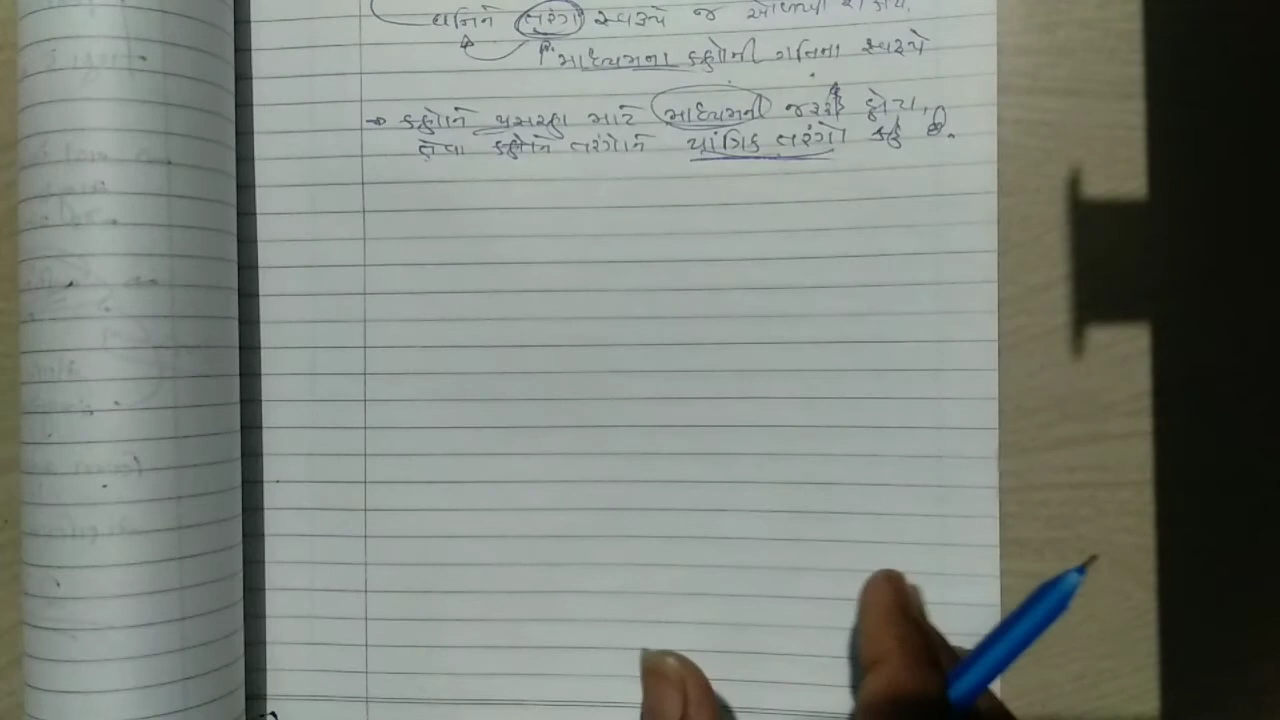 ધ્વનિને તરંગ સ્વરૂપે જ ઓળખી શકાય.
માધ્યમના કણોની ગતિના સ્વરૂપે
→ કણોને પ્રસરણ માટે માધ્યમની જરૂર હોય,
તેવા કણોને તરંગોને યાંત્રિક તરંગો કહે છે.